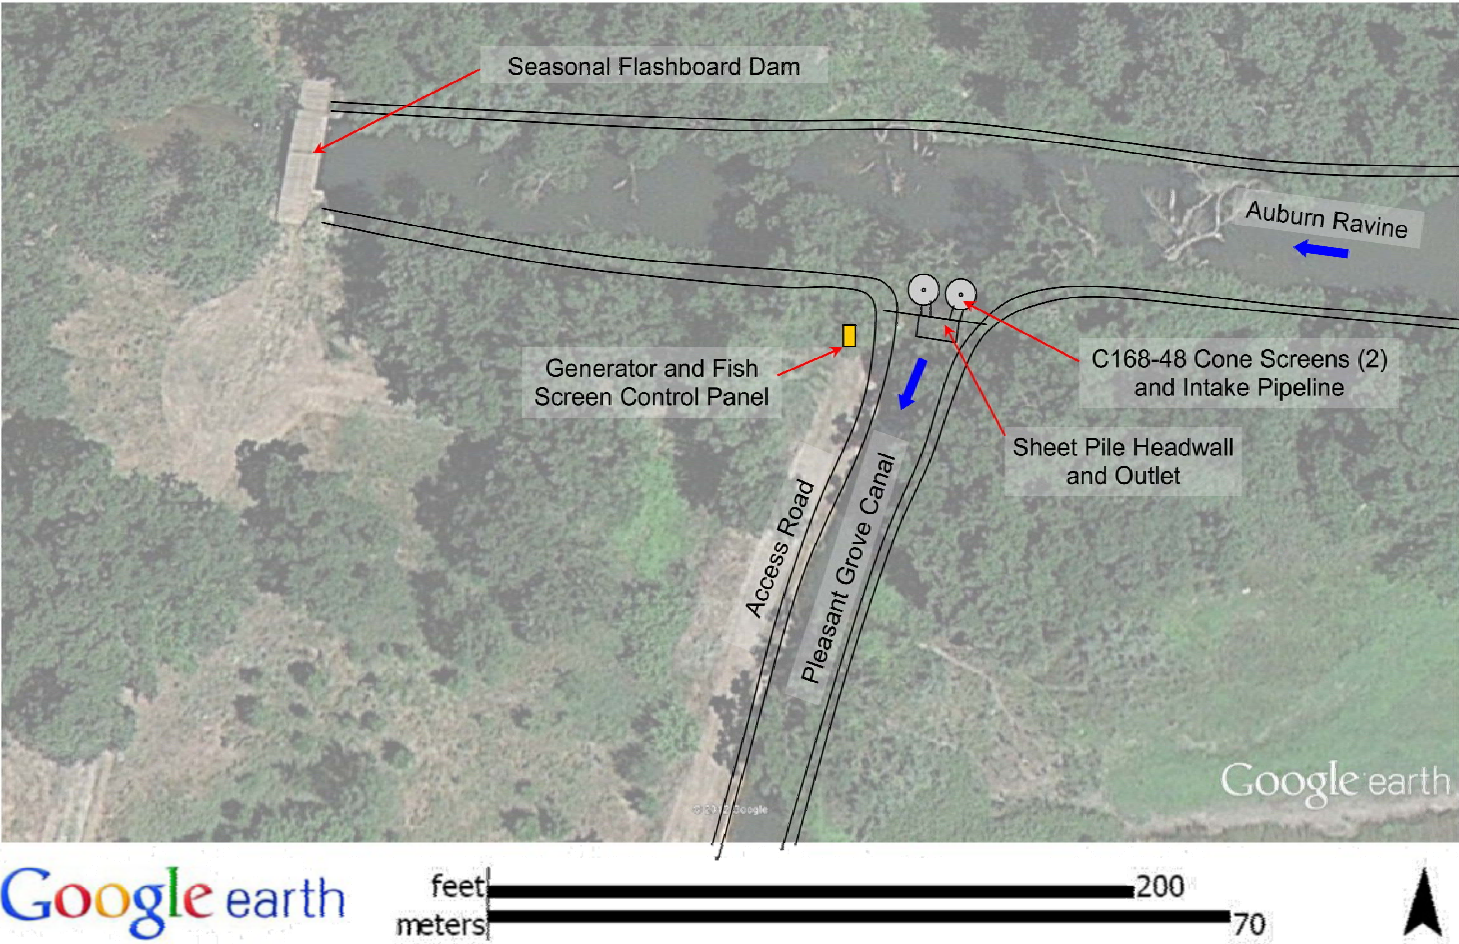 Seasonal Flashboard Dam
Auburn Ravine
Generator and Fish
Screen Control Panel
C168-48 Cone Screens (2)
and Intake Pipeline
Sheet Pile Headwall
and Outlet
Access Road
Pleasant Grove Canal
Google earth
Google earth
feet
200
meters
70